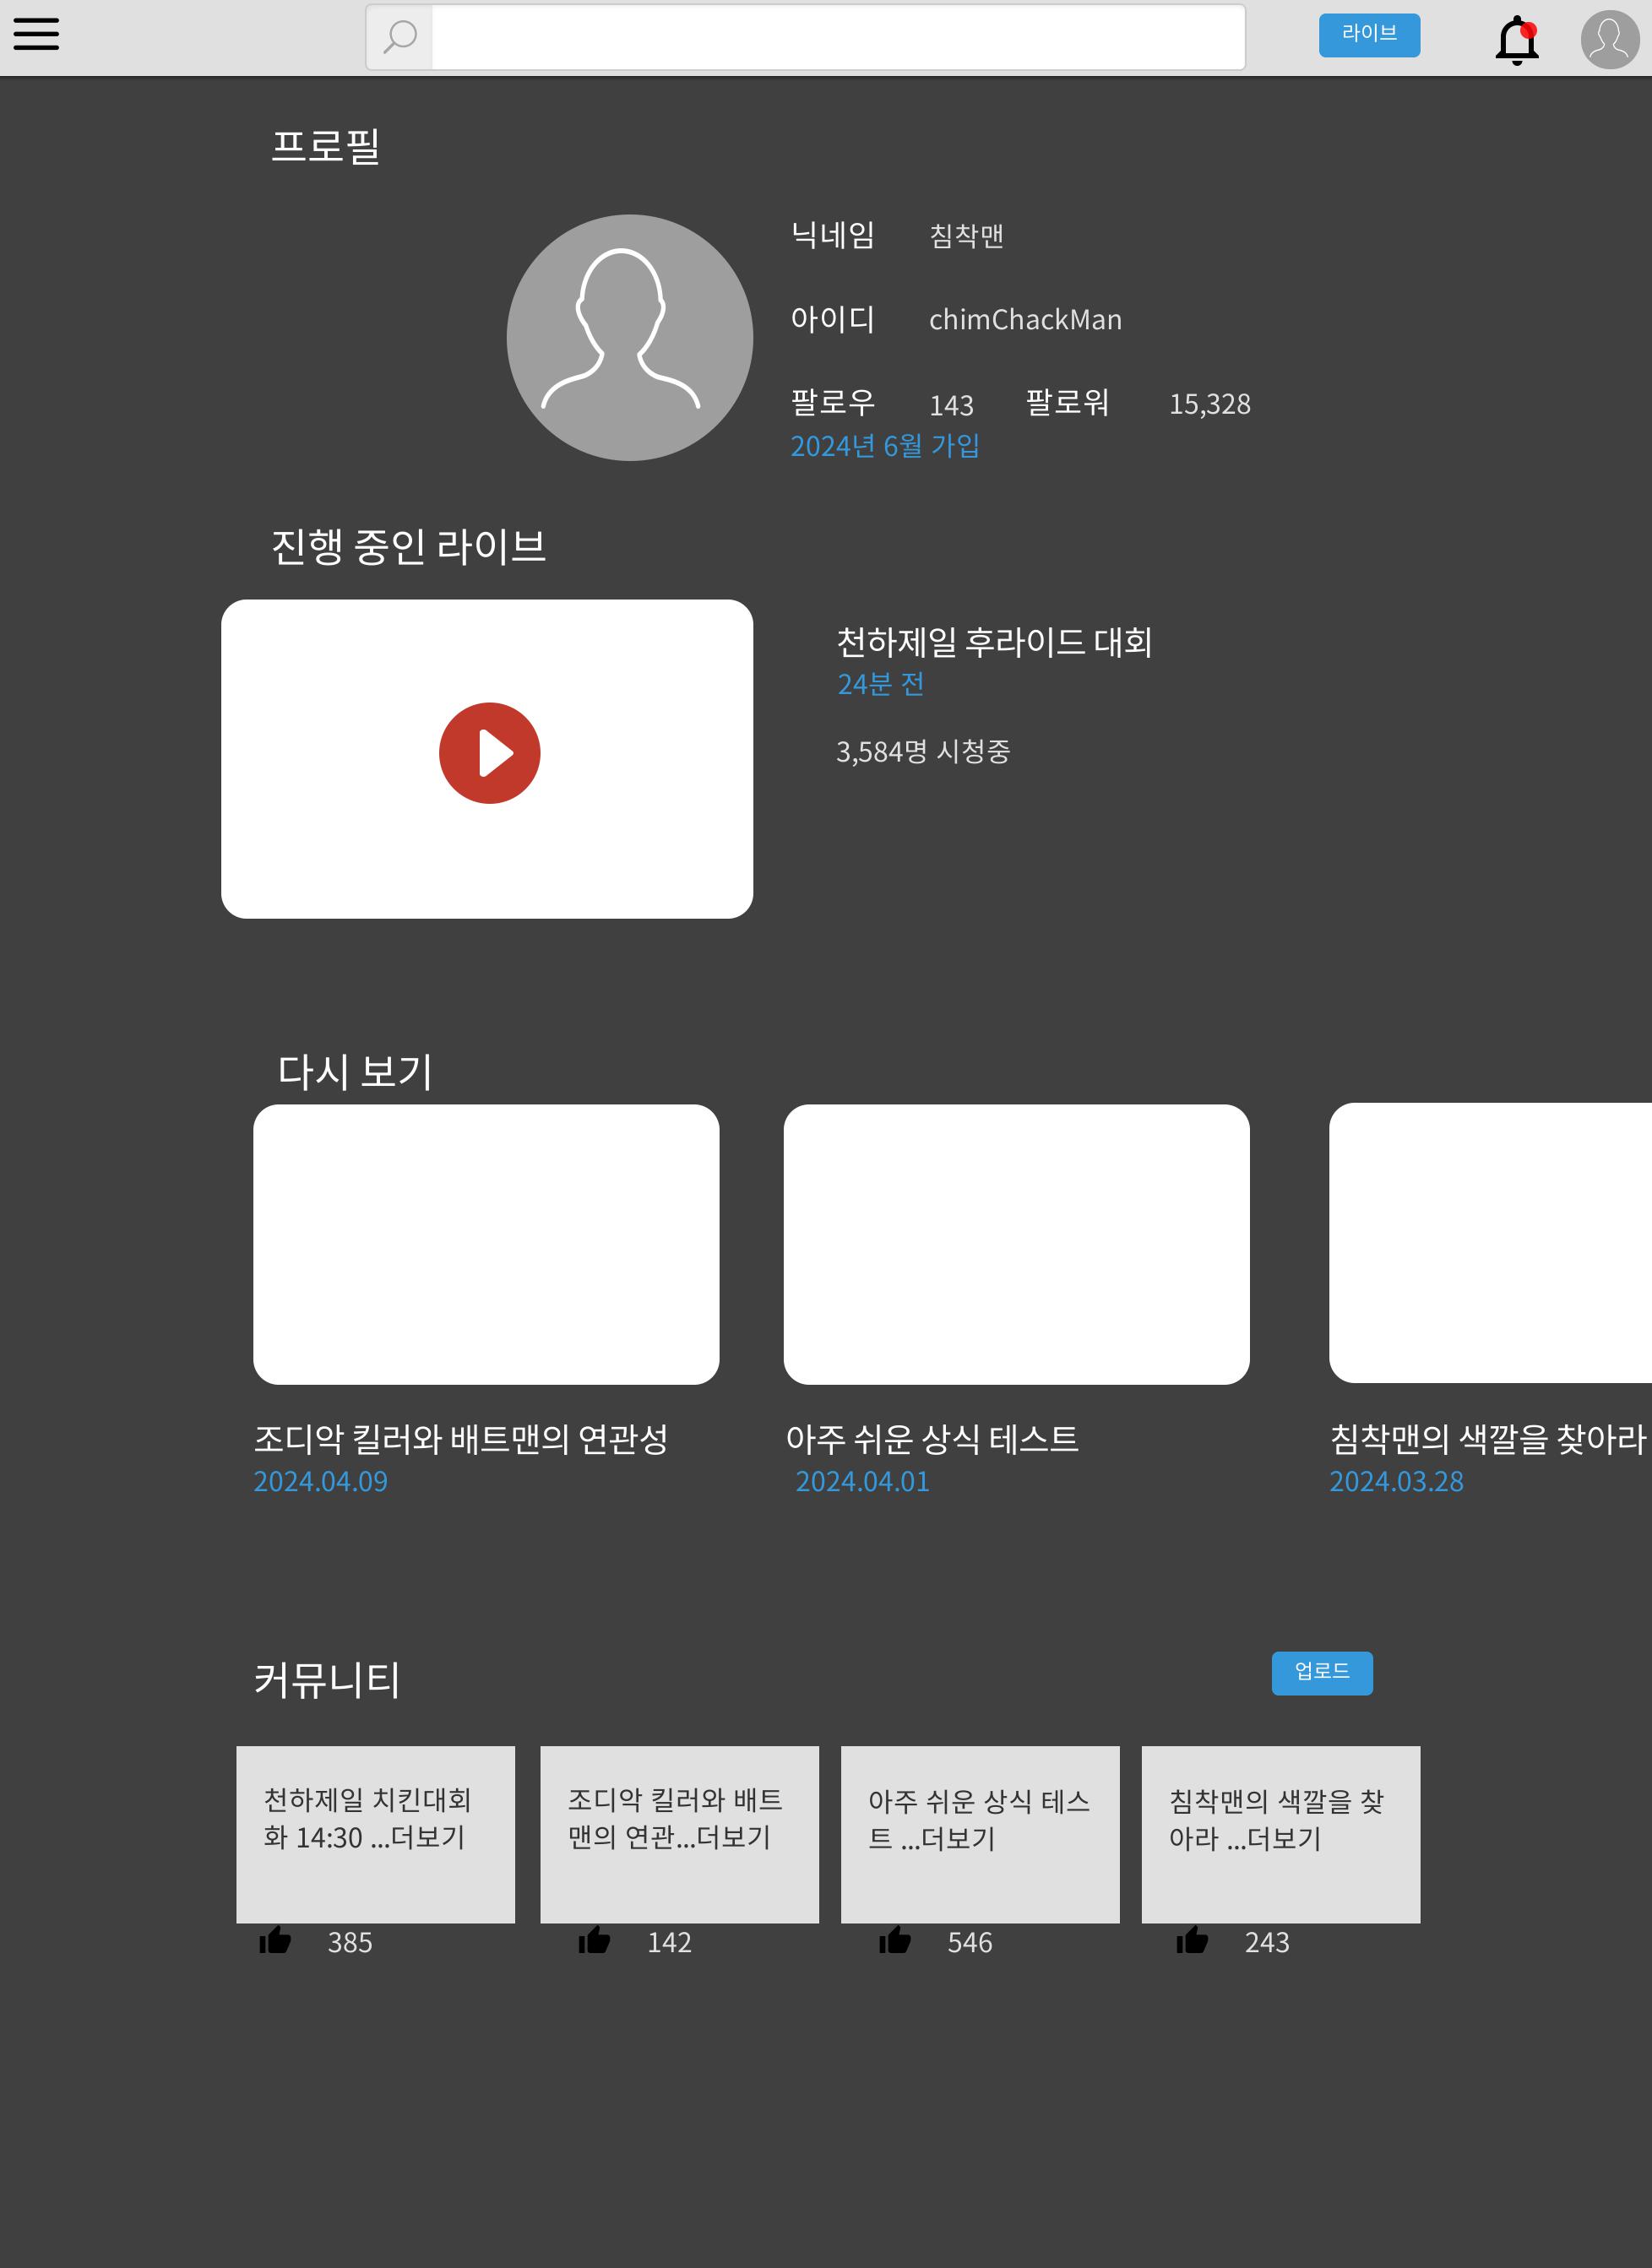 라이브
프로필
닉네임 침착맨
아이디 chimChackMan
팔로우 143 팔로워 15,328
2024년 6월 가입
진행 중인 라이브
천하제일 후라이드 대회
24분 전
3,584명 시청중
다시 보기
조디악 킬러와 배트맨의 연관성
2024.04.09
아주 쉬운 상식 테스트
2024.04.01
침착맨의 색깔을 찾아라
2024.03.28
커뮤니티
업로드
천하제일 치킨대회
화 14:30 ...더보기
385
조디악 킬러와 배트
맨의 연관...더보기
142
아주 쉬운 상식 테스
트 ...더보기
546
침착맨의 색깔을 찾
아라 ...더보기
243